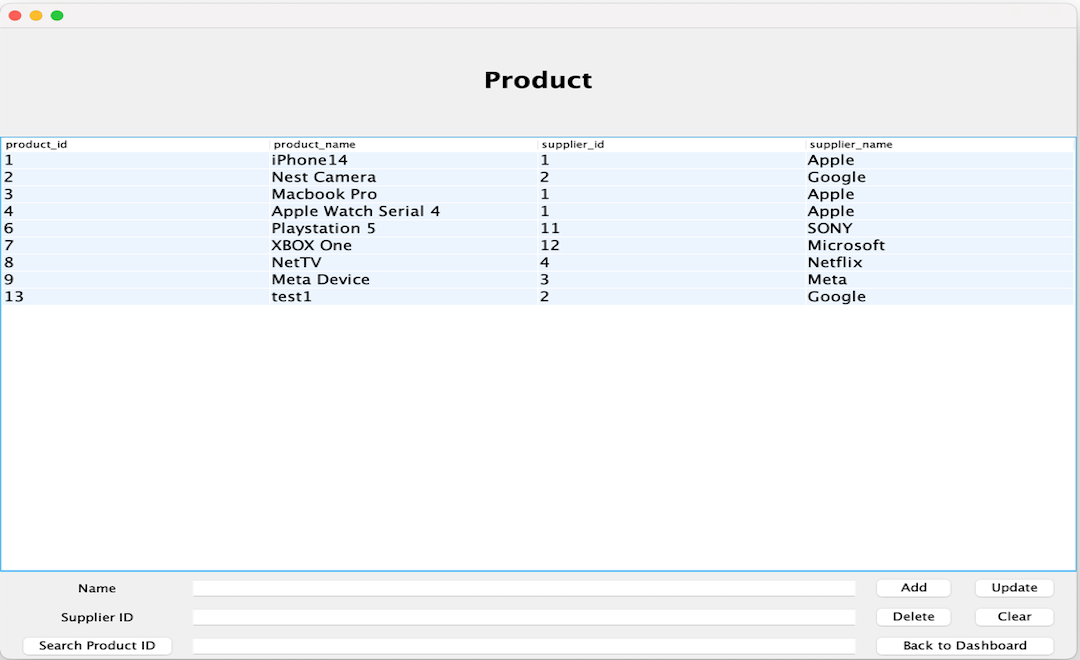 Product
product_id product_name supplier_id supplier_name
1 iPhone14 1 Apple
2 Nest Camera 2 Google
3 Macbook Pro 1 Apple
4 Apple Watch Serial 4 1 Apple
6 Playstation 5 11 SONY
7 XBOX One 12 Microsoft
8 NetTV 4 Netflix
9 Meta Device 3 Meta
13 test1 2 Google
Name Add Update
Supplier ID Delete Clear
Search Product ID Back to Dashboard